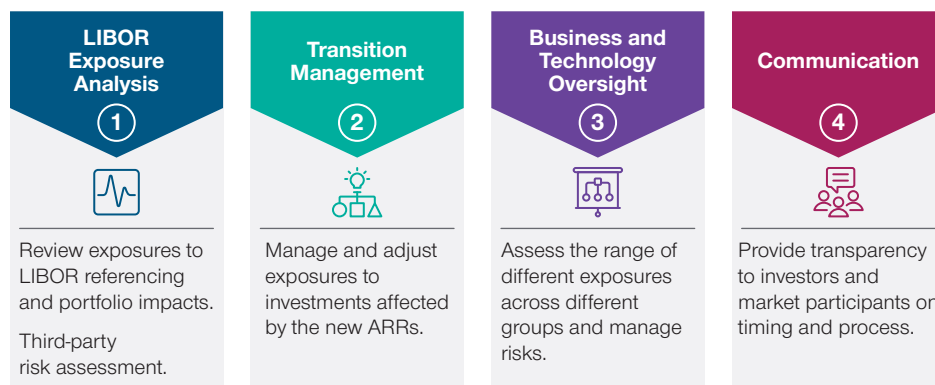 LIBOR
Exposure
Analysis
1
Review exposures to
LIBOR referencing
and portfolio impacts.
Third-party
risk assessment.
Transition
Management
2
Manage and adjust
exposures to
investments affected
by the new ARRs.
Business and
Technology
Oversight
3
Assess the range of
different exposures
across different
groups and manage
risks.
Communication
4
Provide transparency
to investors and
market participants on
timing and process.